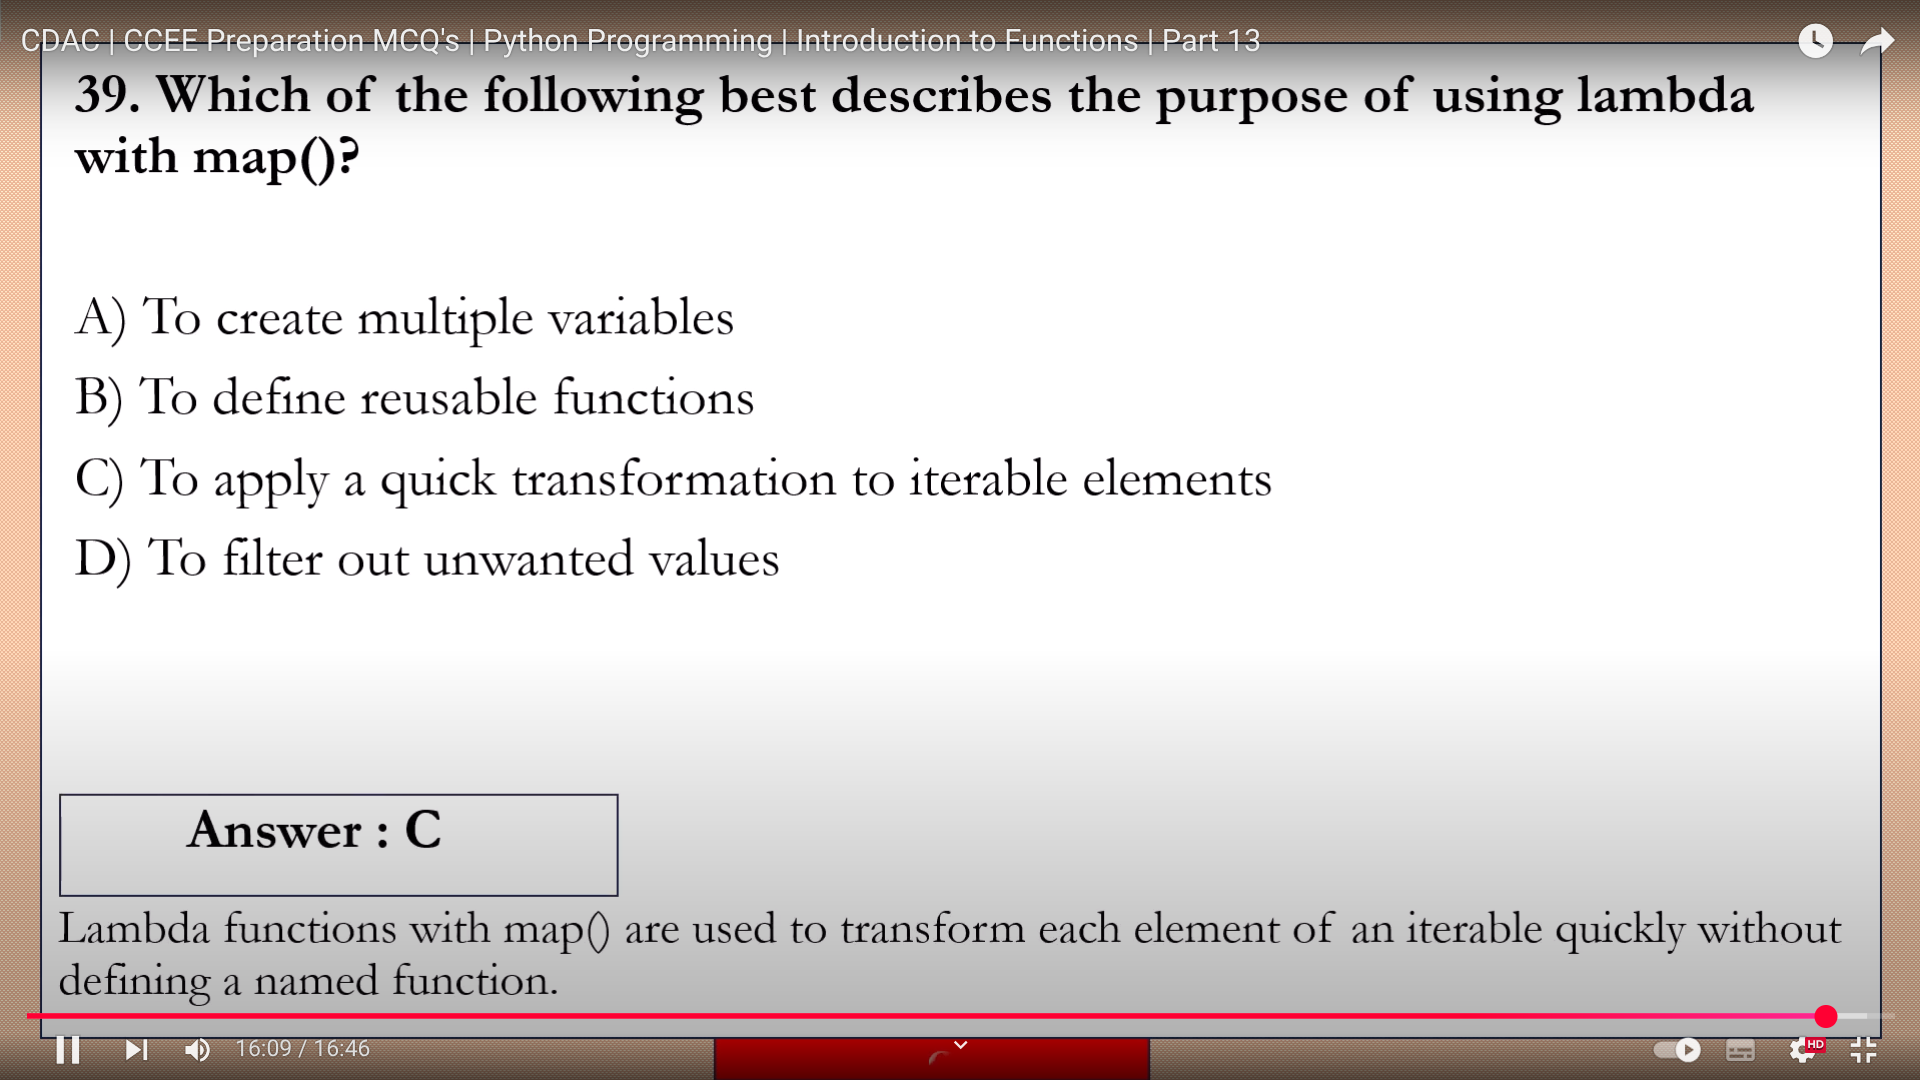 CDAC | CCEE Preparation MCQ's | Python Programming | Introduction to Functions | Part 13
39. Which of the following best describes the purpose of using lambda
with map()?
A) To create multiple variables
B) To define reusable functions
C) To apply a quick transformation to iterable elements
D) To filter out unwanted values
Answer : C
Lambda functions with map() are used to transform each element of an iterable quickly without
defining a named function.
16:09 / 16:46
HD